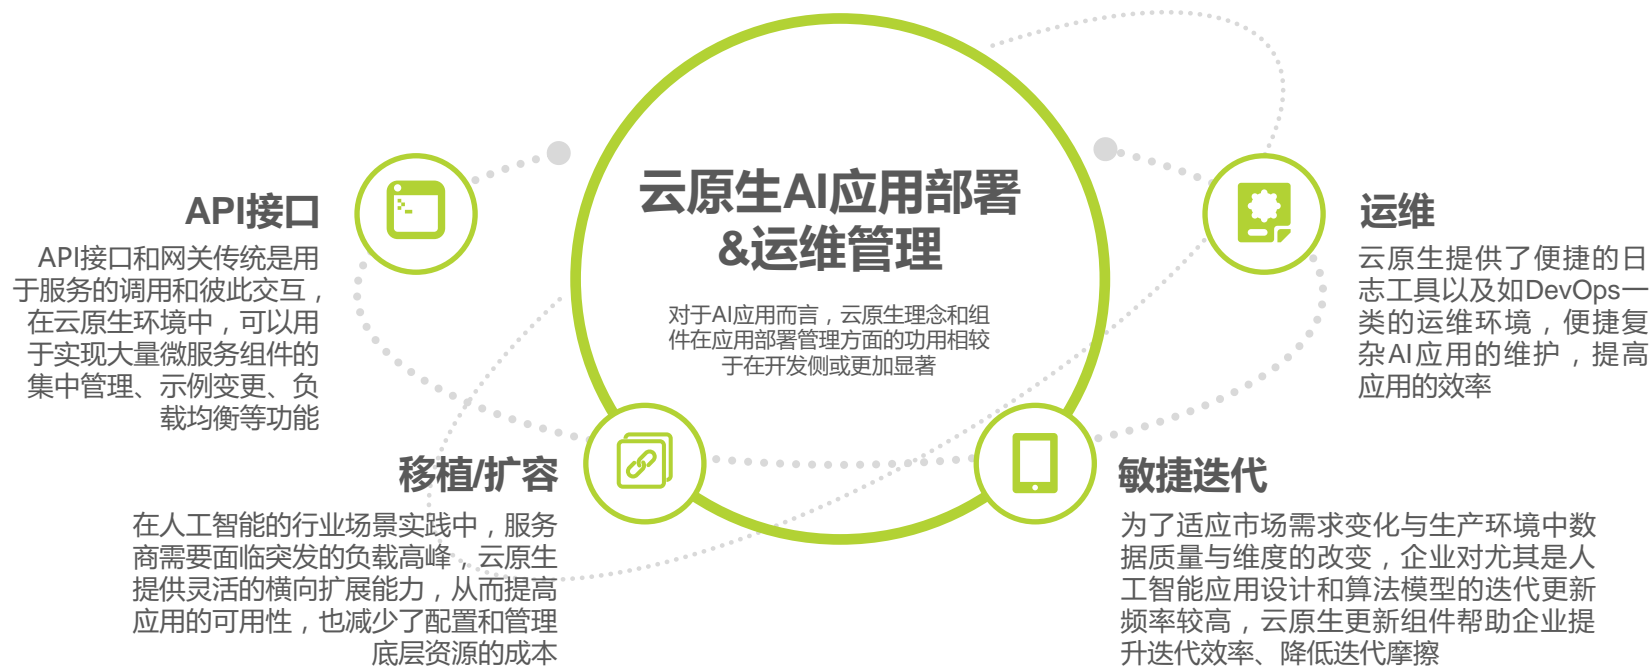 云原生AI应用部署
&运维管理
对于AI应用而言，云原生理念和组
件在应用部署管理方面的功用相较
于在开发侧或更加显著
API接口
API接口和网关传统是用
于服务的调用和彼此交互，
在云原生环境中，可以用
于实现大量微服务组件的
集中管理、示例变更、负
载均衡等功能
运维
云原生提供了便捷的日
志工具以及如DevOps一
类的运维环境，便捷复
杂AI应用的维护，提高
应用的效率
移植/扩容
在人工智能的行业场景实践中，服务
商需要面临突发的负载高峰，云原生
提供灵活的横向扩展能力，从而提高
应用的可用性，也减少了配置和管理
底层资源的成本
敏捷迭代
为了适应市场需求变化与生产环境中数
据质量与维度的改变，企业对尤其是人
工智能应用设计和算法模型的迭代更新
频率较高，云原生更新组件帮助企业提
升迭代效率、降低迭代摩擦